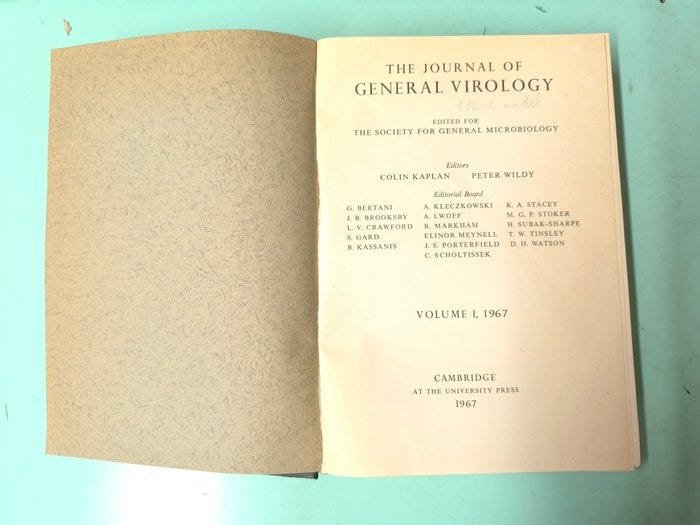 THE JOURNAL OF
GENERAL VIROLOGY
EDITED FOR
THE SOCIETY FOR GENERAL MICROBIOLOGY
Editors
COLIN KAPLAN PETER WILDY
Editorial Board
G. BERTANI A. KLECZKOWSKI K. A. STACEY
J. B. BROOKSBY A. LWOFF M. G. P. STOKER
L. V. CRAWFORD R. MARKHAM H. SUBAK-SHARPE
S. GARD ELINOR MEYNELL T. W. TINSLEY
B. KASSANIS J. S. PORTERFIELD D. H. WATSON
C. SCHOLTISSEK
VOLUME 1, 1967
CAMBRIDGE
AT THE UNIVERSITY PRESS
1967